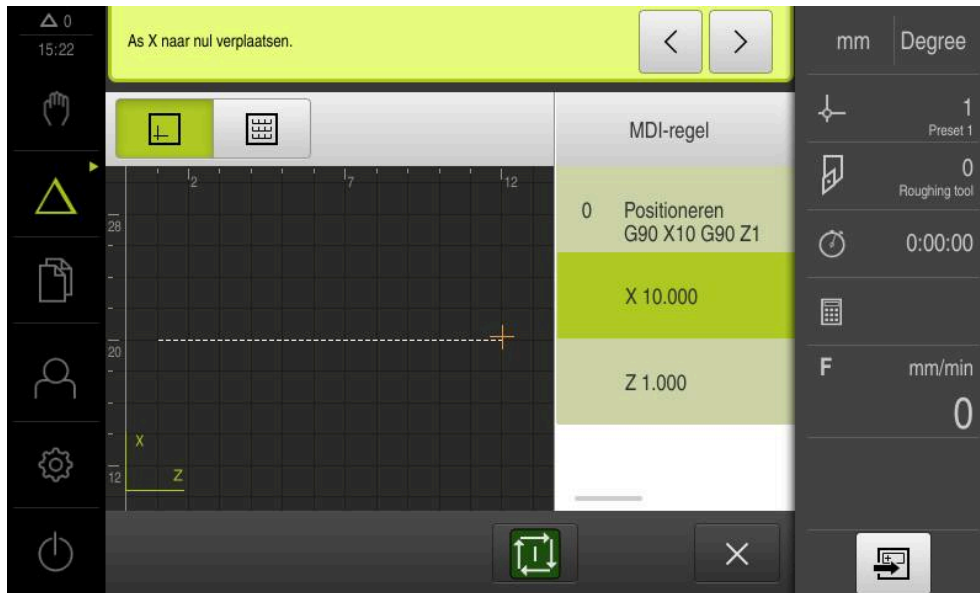 0
15:22
As X naar nul verplaatsen.
< >
mm Degree
1
Preset 1
0
Roughing tool
0:00:00
F mm/min
0
MDI-regel
0 Positioneren
G90 X10 G90 Z1
X 10.000
Z 1.000
2 7 12
28
20
12
X
Z